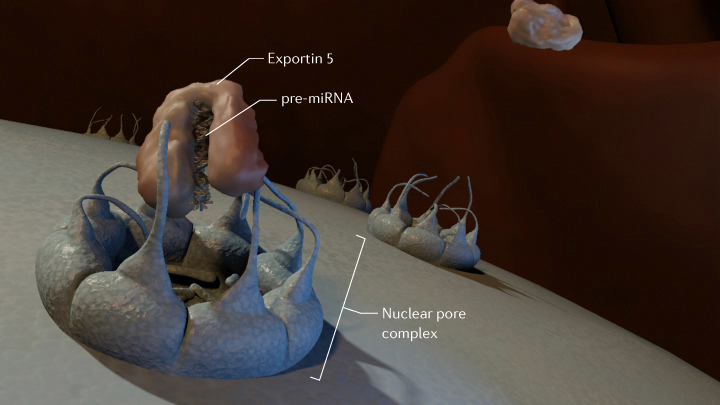 Exportin 5
pre-miRNA
Nuclear pore
complex